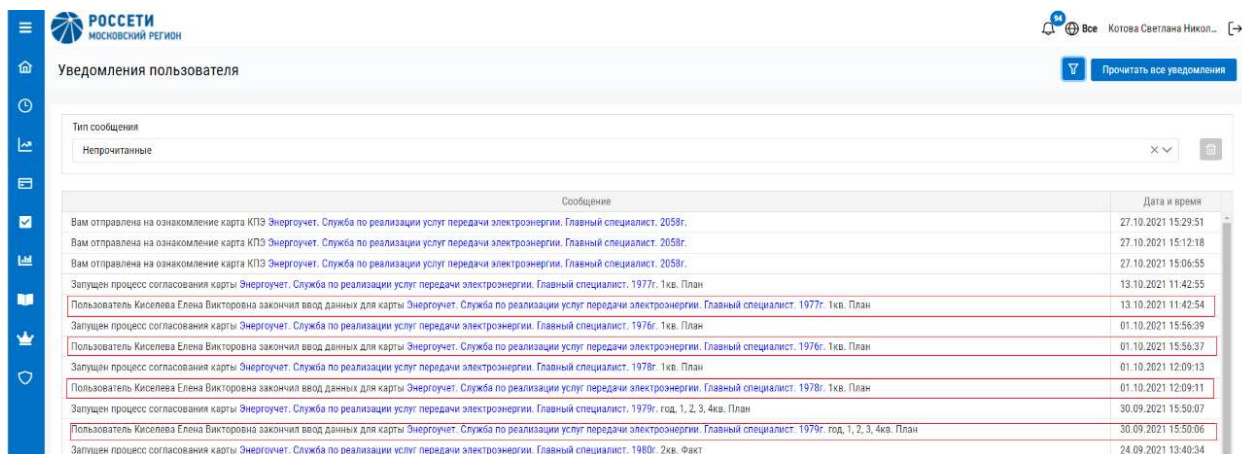 РОССЕТИ
МОСКОВСКИЙ РЕГИОН
94
Все Котова Светлана Никол...
Уведомления пользователя
Прочитать все уведомления
Тип сообщения
Непрочитанные
Сообщение Дата и время
Вам отправлена на ознакомление карта КПЭ Энергоучет. Служба по реализации услуг передачи электроэнергии. Главный специалист. 2058г. 27.10.2021 15:29:51
Вам отправлена на ознакомление карта КПЭ Энергоучет. Служба по реализации услуг передачи электроэнергии. Главный специалист. 2058г. 27.10.2021 15:12:18
Вам отправлена на ознакомление карта КПЭ Энергоучет. Служба по реализации услуг передачи электроэнергии. Главный специалист. 2058г. 27.10.2021 15:06:55
Запущен процесс согласования карты Энергоучет. Служба по реализации услуг передачи электроэнергии. Главный специалист. 1977г. 1кв. План 13.10.2021 11:42:55
Пользователь Киселева Елена Викторовна закончил ввод данных для карты Энергоучет. Служба по реализации услуг передачи электроэнергии. Главный специалист. 1977г. 1кв. План 13.10.2021 11:42:54
Запущен процесс согласования карты Энергоучет. Служба по реализации услуг передачи электроэнергии. Главный специалист. 1976г. 1кв. План 01.10.2021 15:56:39
Пользователь Киселева Елена Викторовна закончил ввод данных для карты Энергоучет. Служба по реализации услуг передачи электроэнергии. Главный специалист. 1976г. 1кв. План 01.10.2021 15:56:37
Запущен процесс согласования карты Энергоучет. Служба по реализации услуг передачи электроэнергии. Главный специалист. 1978г. 1кв. План 01.10.2021 12:09:13
Пользователь Киселева Елена Викторовна закончил ввод данных для карты Энергоучет. Служба по реализации услуг передачи электроэнергии. Главный специалист. 1978г. 1кв. План 01.10.2021 12:09:11
Запущен процесс согласования карты Энергоучет. Служба по реализации услуг передачи электроэнергии. Главный специалист. 1979г. год, 1, 2, 3, 4кв. План 30.09.2021 15:50:07
Пользователь Киселева Елена Викторовна закончил ввод данных для карты Энергоучет. Служба по реализации услуг передачи электроэнергии. Главный специалист. 1979г. год, 1, 2, 3, 4кв. План 30.09.2021 15:50:06
Запущен процесс согласования карты Энергоучет. Служба по реализации услуг передачи электроэнергии. Главный специалист. 1980г. 2кв. Факт 24.09.2021 13:40:34